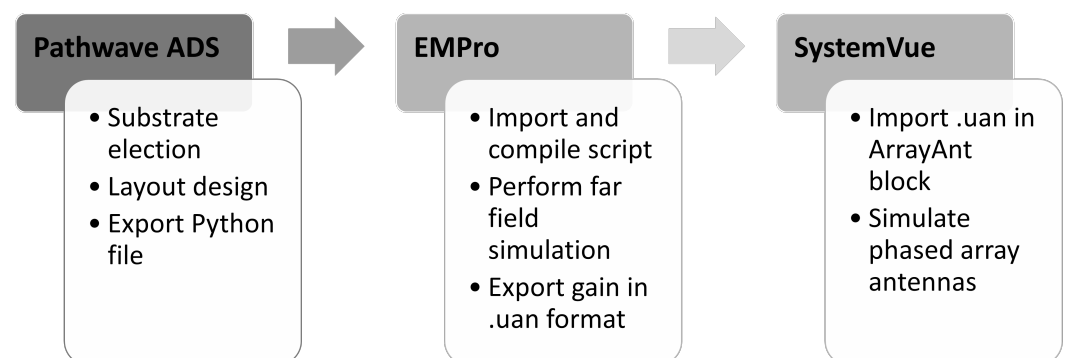 Pathwave ADS
• Substrate
election
• Layout design
• Export Python
file
EMPro
• Import and
compile script
• Perform far
field
simulation
• Export gain in
.uan format
SystemVue
• Import .uan in
ArrayAnt
block
• Simulate
phased array
antennas